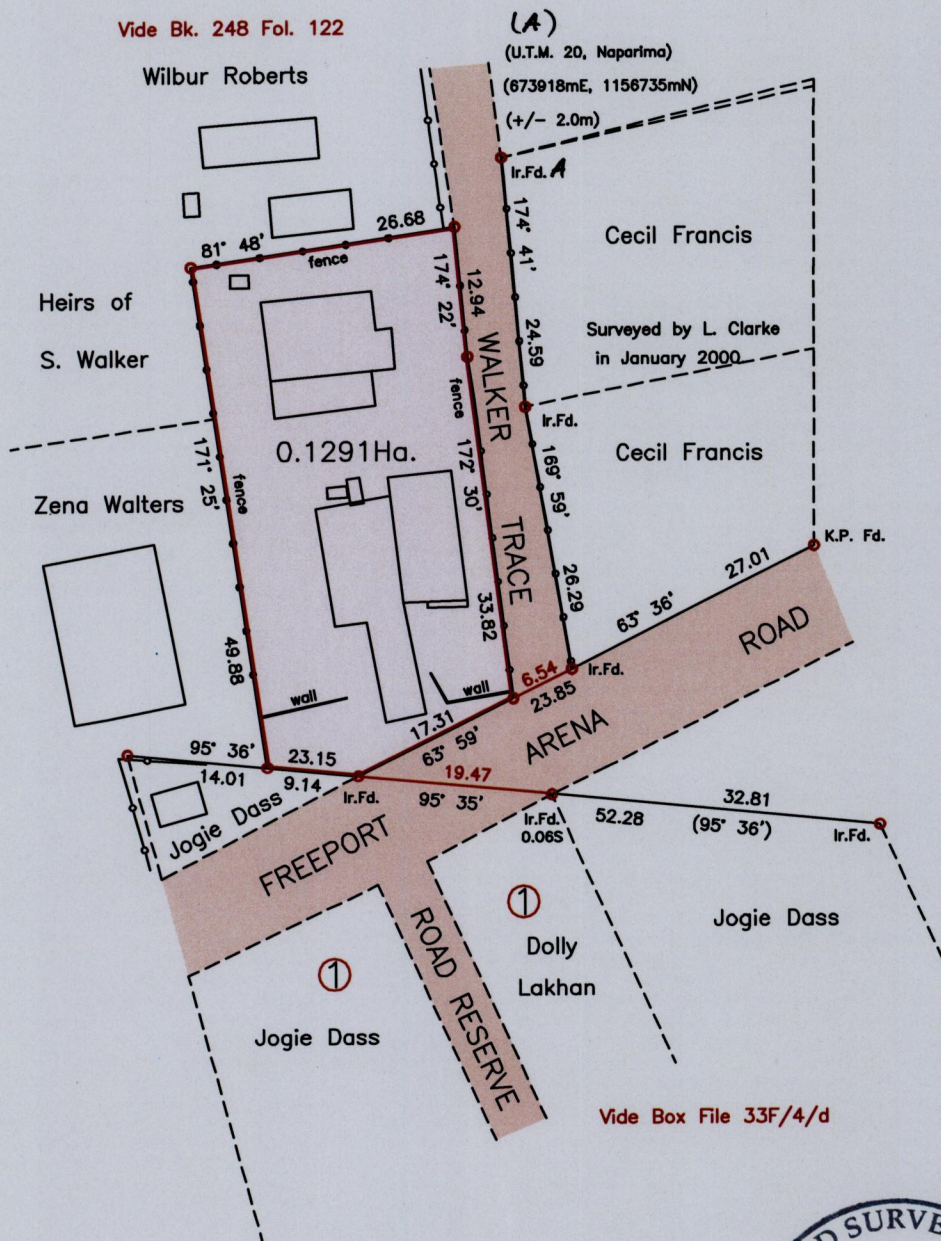 Vide Bk. 248 Fol. 122
(A)
(U.T.M. 20, Naparima)
(673918mE, 1156735mN)
(+/- 2.0m)
Wilbur Roberts
Ir.Fd. A
26.68
81° 48'
fence
174° 41'
24.59
Cecil Francis
174° 22'
12.94
Heirs of
S. Walker
Surveyed by L. Clarke
in January 2000
WALKER TRACE
fence
Ir.Fd.
0.1291Ha.
Cecil Francis
171° 25'
fence
172° 30'
169° 59'
Zena Walters
K.P. Fd.
27.01
63° 36'
33.82
26.29
ROAD
49.88
Ir.Fd.
wall
wall
6.54
23.85
17.31
63° 59'
ARENA
95° 36'
23.15
14.01
9.14
Ir.Fd.
19.47
95° 35'
32.81
52.28
(95° 36')
Ir.Fd.
0.06S
Ir.Fd.
Jogie Dass
FREEPORT
1
Dolly
Lakhan
Jogie Dass
ROAD RESERVE
1
Jogie Dass
Vide Box File 33F/4/d
D SURVE